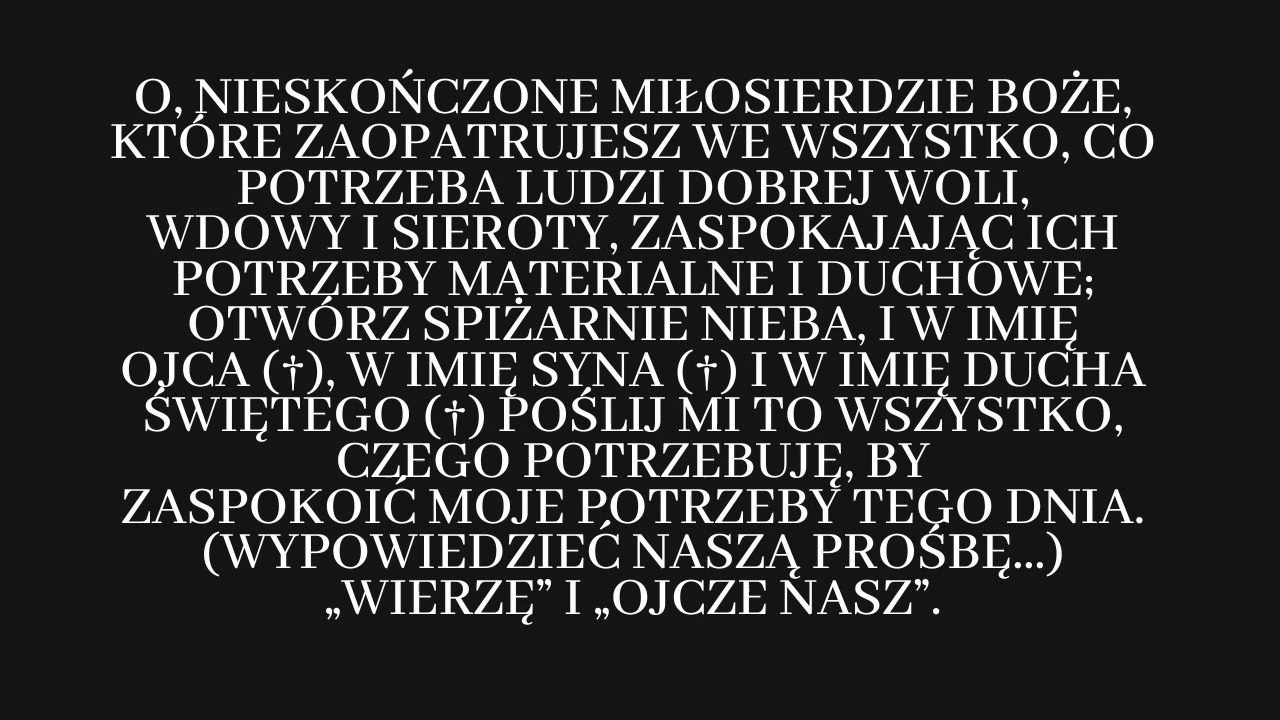 O, NIESKOŃCZONE MIŁOSIERDZIE BOŻE,
KTÓRE ZAOPATRUJESZ WE WSZYSTKO, CO
POTRZEBA LUDZI DOBREJ WOLI,
WDOWY I SIEROTY, ZASPOKAJAJĄC ICH
POTRZEBY MATERIALNE I DUCHOWE;
OTWÓRZ SPIŻARNIE NIEBA, I W IMIĘ
OJCA (†), W IMIĘ SYNA (†) I W IMIĘ DUCHA
ŚWIĘTEGO (†) POŚLIJ MI TO WSZYSTKO,
CZEGO POTRZEBUJĘ, BY
ZASPOKOIĆ MOJE POTRZEBY TEGO DNIA.
(WYPOWIEDZIEĆ NASZĄ PROŚBĘ...)
„WIERZĘ” I „OJCZE NASZ”.